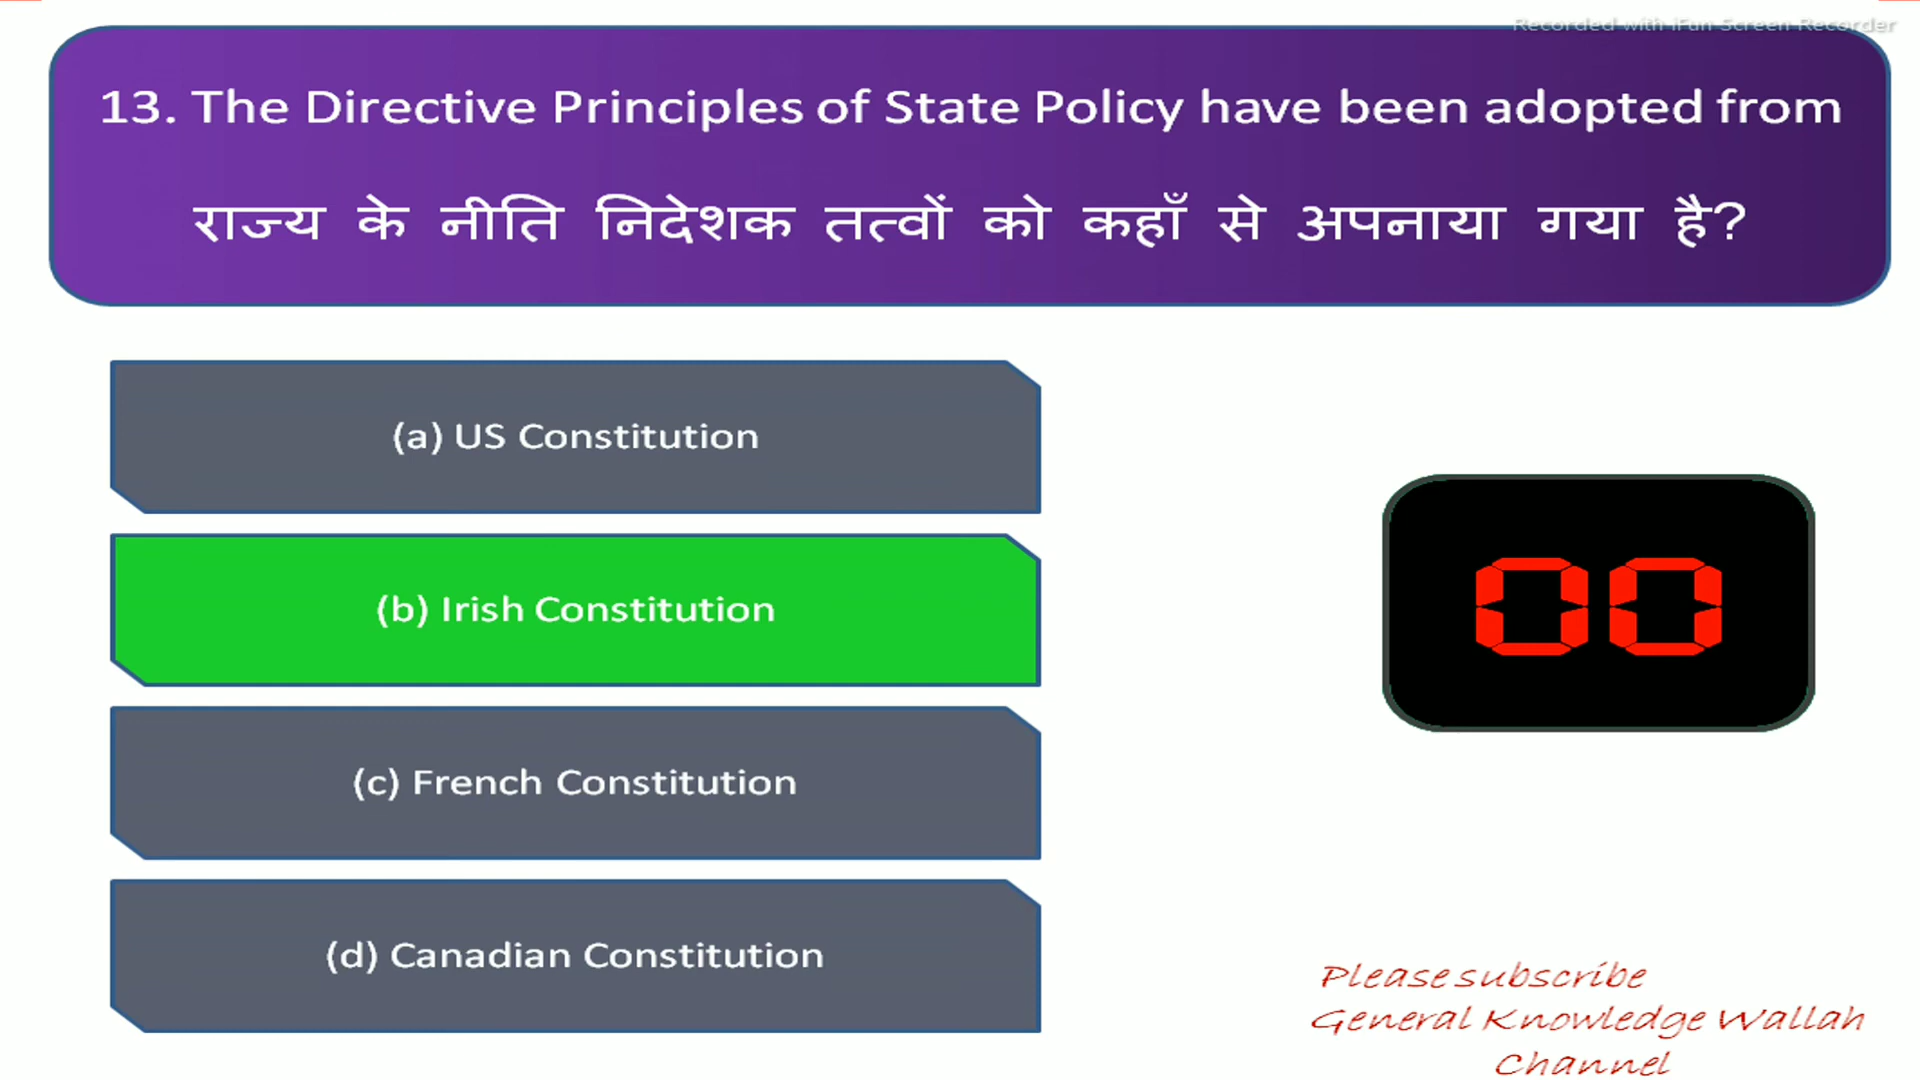 Recorded with iFun Screen Recorder
13. The Directive Principles of State Policy have been adopted from
राज्य के नीति निदेशक तत्वों को कहाँ से अपनाया गया है?
(a) US Constitution
(b) Irish Constitution
00
(c) French Constitution
(d) Canadian Constitution
Please subscribe
General Knowledge Wallah
Channel